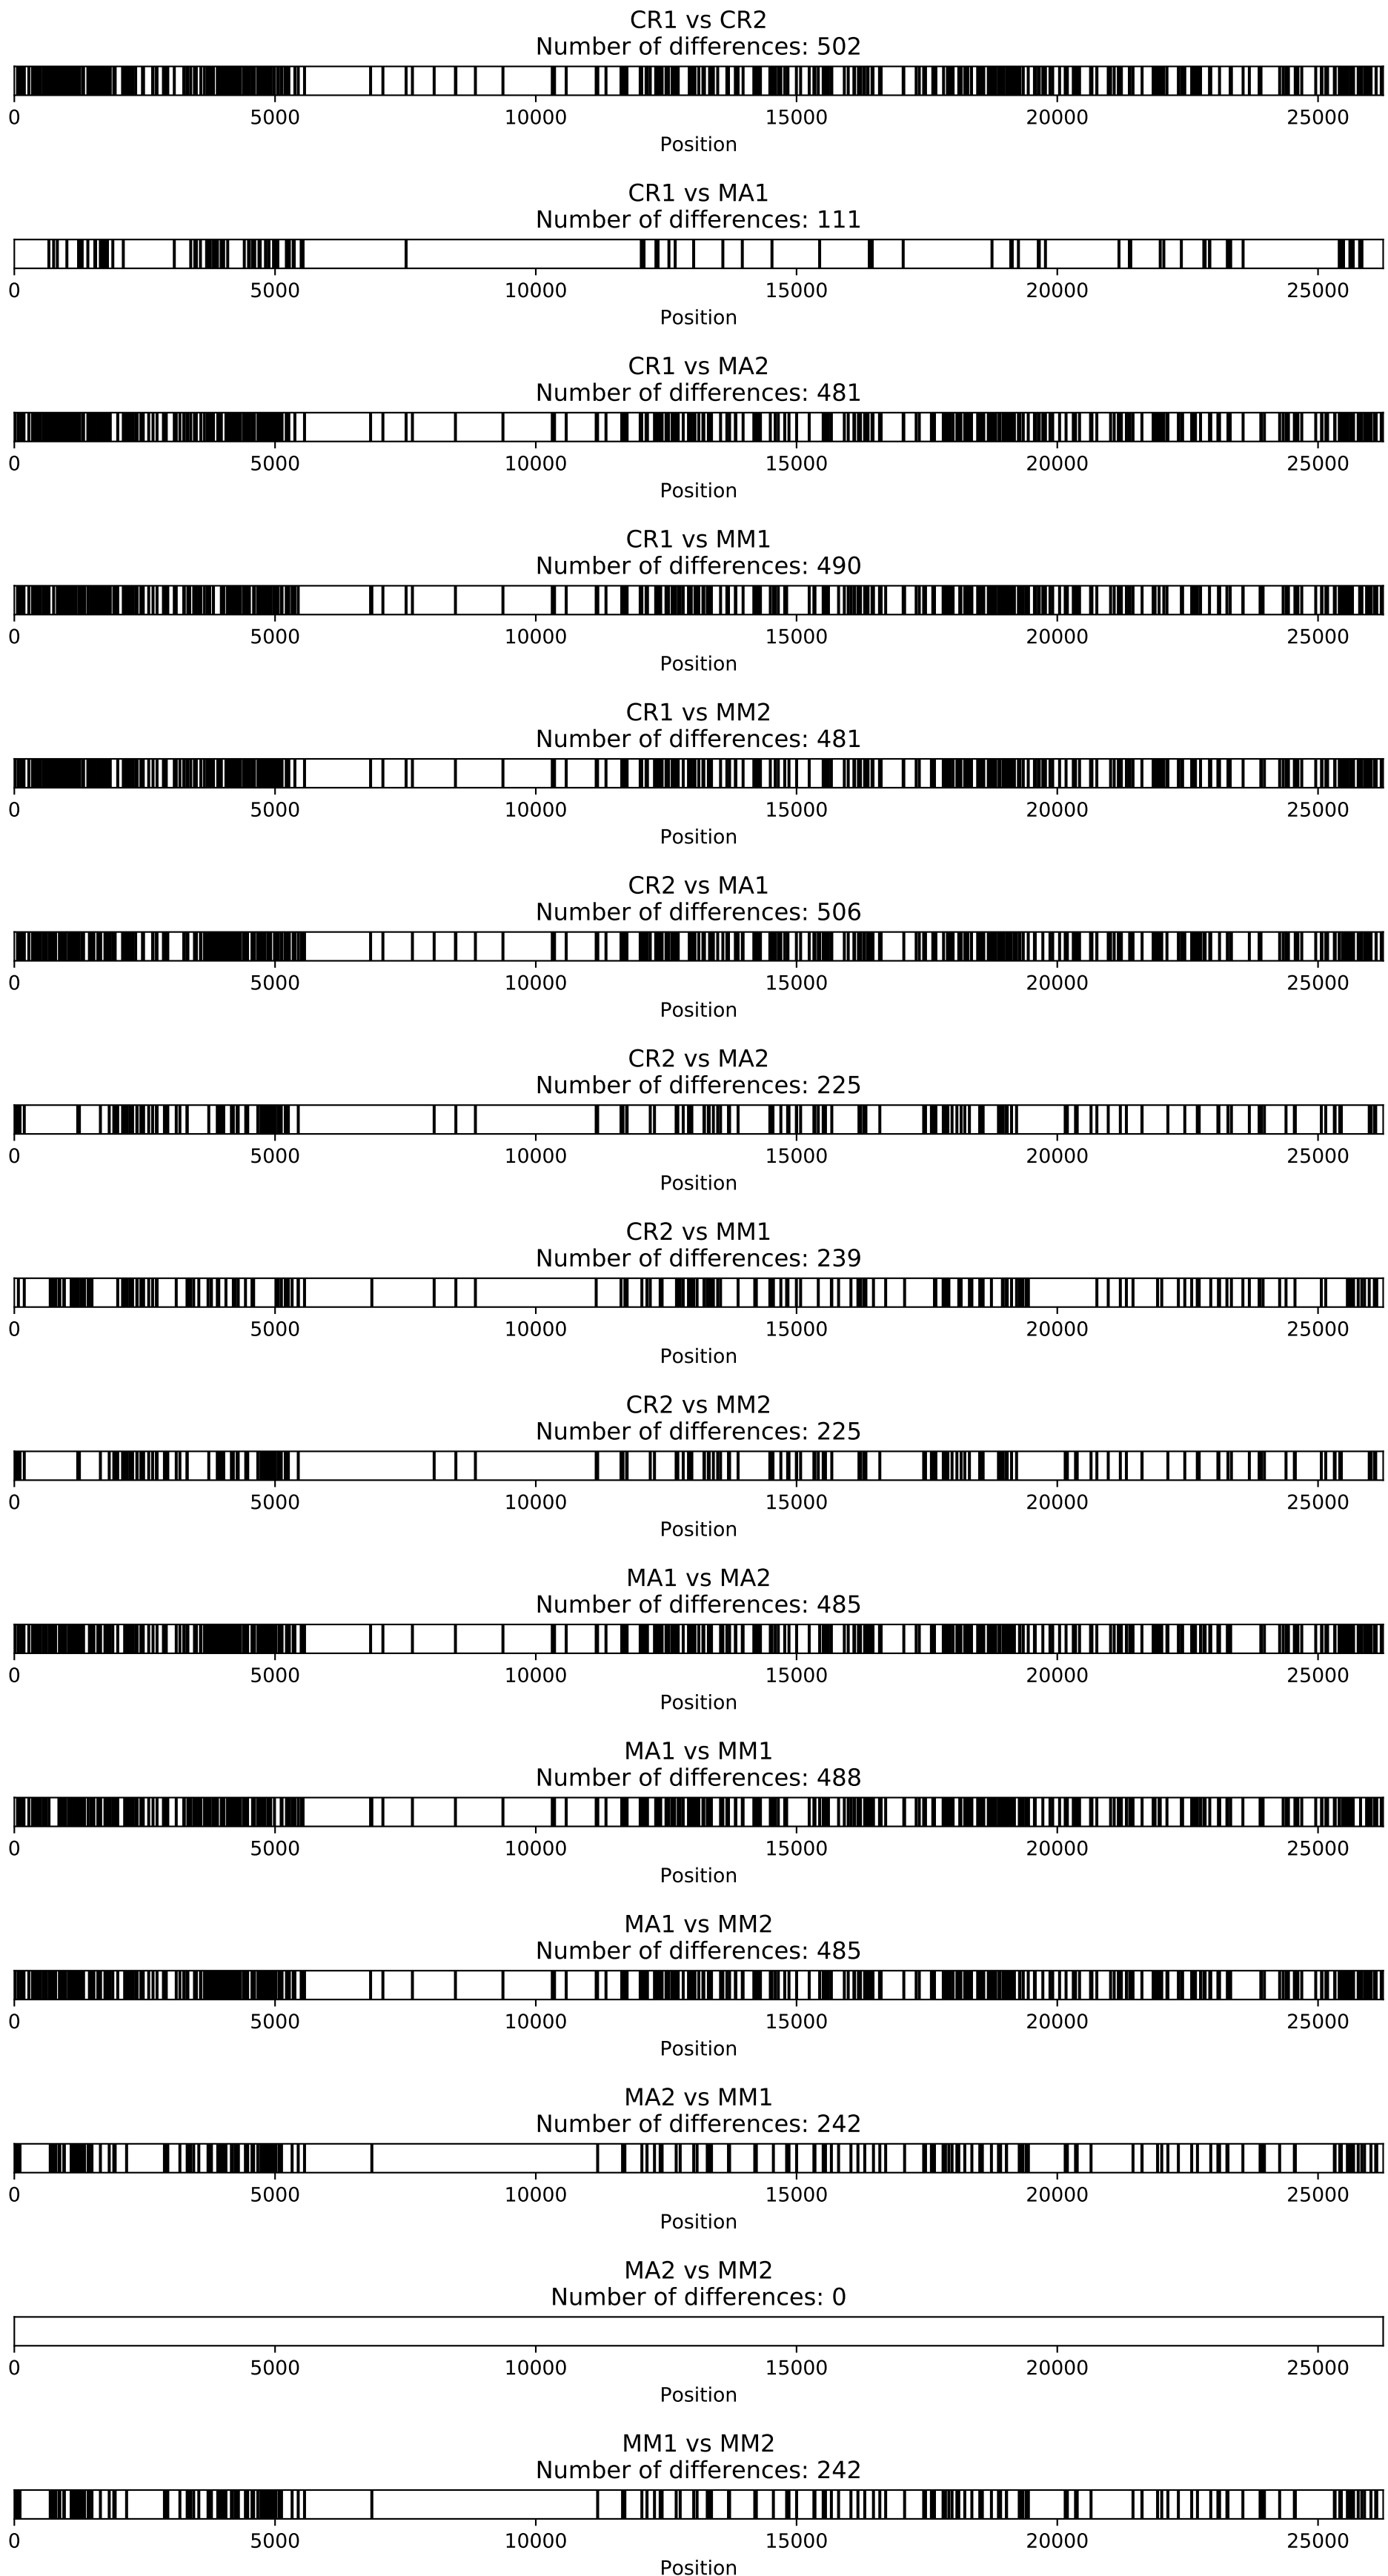 CR1 vs CR2
Number of differences: 502
0 5000 10000 15000 20000 25000
Position
CR1 vs MA1
Number of differences: 111
0 5000 10000 15000 20000 25000
Position
CR1 vs MA2
Number of differences: 481
0 5000 10000 15000 20000 25000
Position
CR1 vs MM1
Number of differences: 490
0 5000 10000 15000 20000 25000
Position
CR1 vs MM2
Number of differences: 481
0 5000 10000 15000 20000 25000
Position
CR2 vs MA1
Number of differences: 506
0 5000 10000 15000 20000 25000
Position
CR2 vs MA2
Number of differences: 225
0 5000 10000 15000 20000 25000
Position
CR2 vs MM1
Number of differences: 239
0 5000 10000 15000 20000 25000
Position
CR2 vs MM2
Number of differences: 225
0 5000 10000 15000 20000 25000
Position
MA1 vs MA2
Number of differences: 485
0 5000 10000 15000 20000 25000
Position
MA1 vs MM1
Number of differences: 488
0 5000 10000 15000 20000 25000
Position
MA1 vs MM2
Number of differences: 485
0 5000 10000 15000 20000 25000
Position
MA2 vs MM1
Number of differences: 242
0 5000 10000 15000 20000 25000
Position
MA2 vs MM2
Number of differences: 0
0 5000 10000 15000 20000 25000
Position
MM1 vs MM2
Number of differences: 242
0 5000 10000 15000 20000 25000
Position